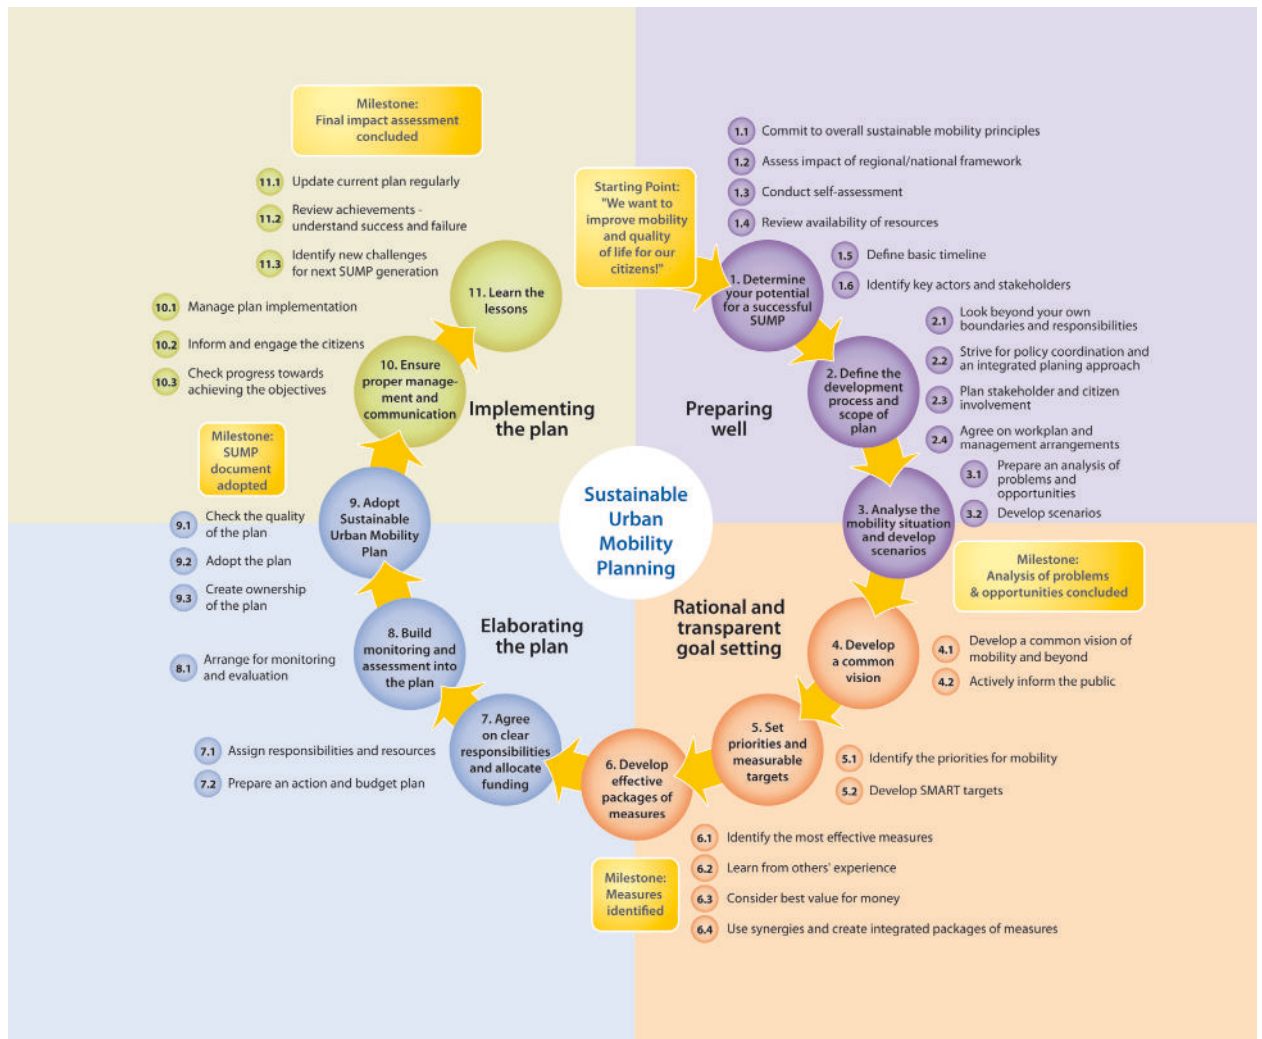 Milestone:
Final impact assessment
concluded
11.1 Update current plan regularly
11.2 Review achievements -
understand success and failure
11.3 Identify new challenges
for next SUMP generation
11. Learn the
lessons
10.1 Manage plan implementation
10.2 Inform and engage the citizens
10.3 Check progress towards
achieving the objectives
10. Ensure
proper manage-
ment and
communication
Implementing
the plan
Starting Point:
"We want to
improve mobility
and quality
of life for our
citizens!"
1.1 Commit to overall sustainable mobility principles
1.2 Assess impact of regional/national framework
1.3 Conduct self-assessment
1.4 Review availability of resources
1.5 Define basic timeline
1.6 Identify key actors and stakeholders
1. Determine
your potential
for a successful
SUMP
2.1 Look beyond your own
boundaries and responsibilities
2.2 Strive for policy coordination and
an integrated planing approach
2.3 Plan stakeholder and citizen
involvement
2.4 Agree on workplan and
management arrangements
2. Define the
development
process and
scope of
plan
Preparing
well
3.1 Prepare an analysis of
problems and
opportunities
3.2 Develop scenarios
3. Analyse the
mobility situation
and develop
scenarios
Milestone:
Analysis of problems
& opportunities concluded
Sustainable
Urban
Mobility
Planning
Milestone:
SUMP
document
adopted
9.1 Check the quality
of the plan
9.2 Adopt the plan
9.3 Create ownership
of the plan
9. Adopt
Sustainable
Urban Mobility
Plan
8.1 Arrange for monitoring
and evaluation
8. Build
monitoring and
assessment into
the plan
Elaborating
the plan
7.1 Assign responsibilities and resources
7.2 Prepare an action and budget plan
7. Agree
on clear
responsibilities
and allocate
funding
Rational and
transparent
goal setting
4. Develop
a common
vision
4.1 Develop a common vision of
mobility and beyond
4.2 Actively inform the public
5. Set
priorities and
measurable
targets
5.1 Identify the priorities for mobility
5.2 Develop SMART targets
6. Develop
effective
packages of
measures
6.1 Identify the most effective measures
6.2 Learn from others' experience
6.3 Consider best value for money
6.4 Use synergies and create integrated packages of measures
Milestone:
Measures
identified